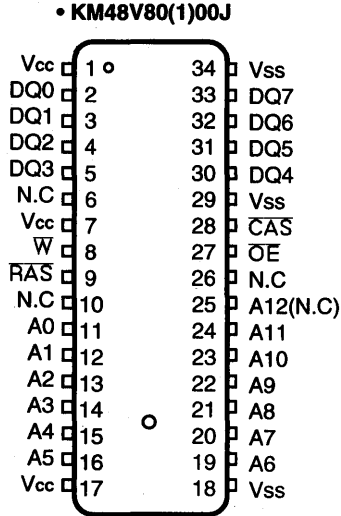 • KM48V80(1)00J
Vcc 1 34 Vss
DQ0 2 33 DQ7
DQ1 3 32 DQ6
DQ2 4 31 DQ5
DQ3 5 30 DQ4
N.C 6 29 Vss
Vcc 7 28 C̅A̅S̅
W̅ 8 27 O̅E̅
R̅A̅S̅ 9 26 N.C
N.C 10 25 A12(N.C)
A0 11 24 A11
A1 12 23 A10
A2 13 22 A9
A3 14 21 A8
A4 15 20 A7
A5 16 19 A6
Vcc 17 18 Vss